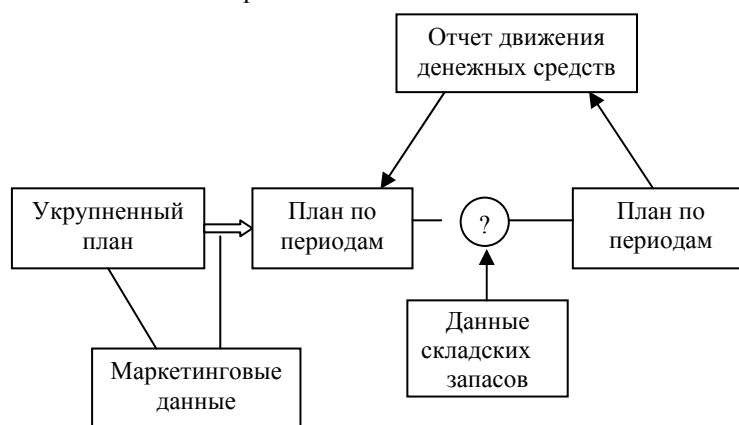 Отчет движения
денежных средств
Укрупненный
план
План по
периодам
?
План по
периодам
Данные
складских
запасов
Маркетинговые
данные